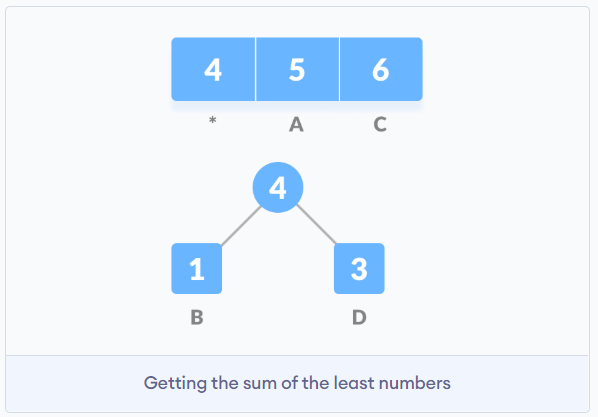 4 5 6
* A C
4
1 3
B D
Getting the sum of the least numbers